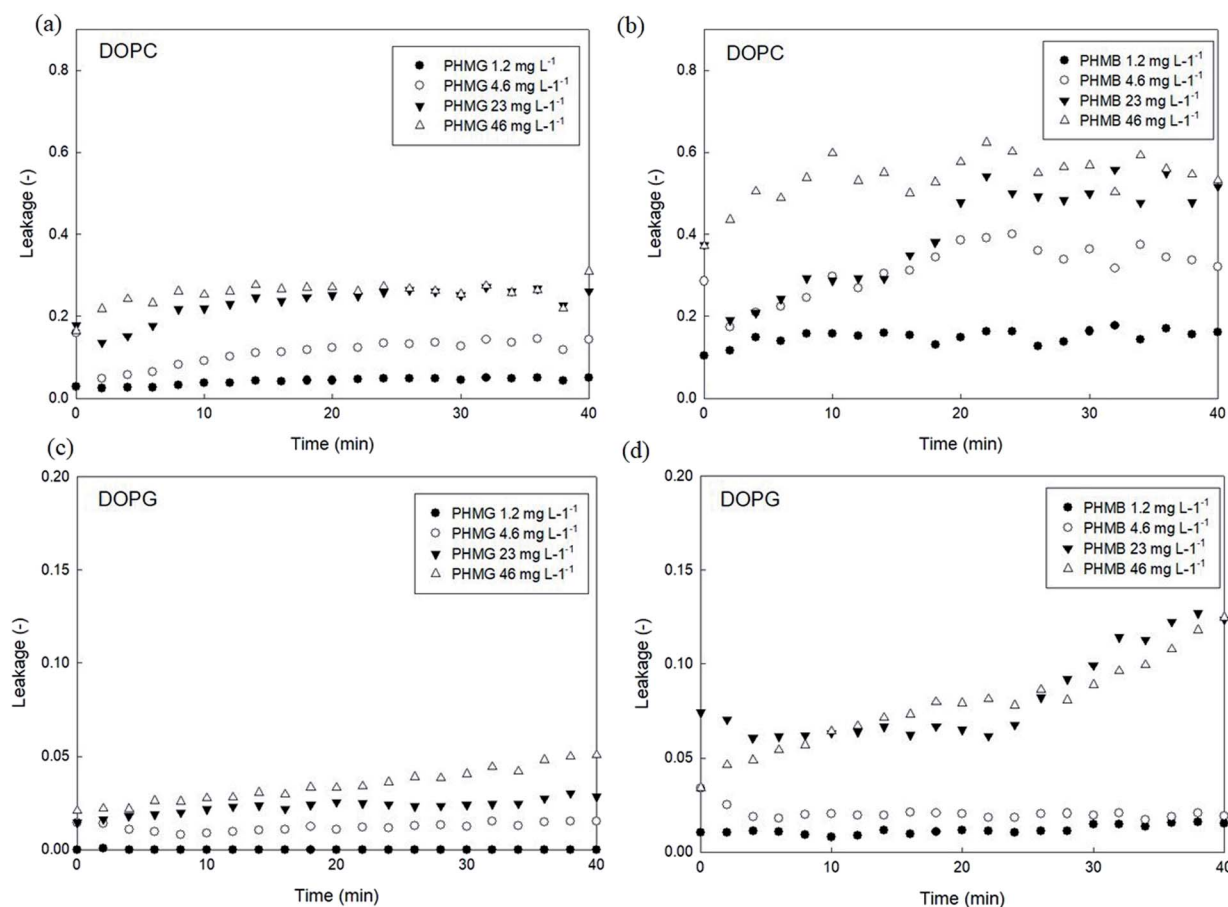 (a)
DOPC
PHMG 1.2 mg L⁻¹
PHMG 4.6 mg L-1⁻¹
PHMG 23 mg L-1⁻¹
PHMG 46 mg L-1⁻¹
Leakage (-)
0.8
0.6
0.4
0.2
0.0
0 10 20 30 40
Time (min)
(b)
DOPC
PHMB 1.2 mg L-1⁻¹
PHMB 4.6 mg L-1⁻¹
PHMB 23 mg L-1⁻¹
PHMB 46 mg L-1⁻¹
Leakage (-)
0.8
0.6
0.4
0.2
0.0
0 10 20 30 40
Time (min)
(c)
DOPG
PHMG 1.2 mg L-1⁻¹
PHMG 4.6 mg L-1⁻¹
PHMG 23 mg L-1⁻¹
PHMG 46 mg L-1⁻¹
Leakage (-)
0.20
0.15
0.10
0.05
0.00
0 10 20 30 40
Time (min)
(d)
DOPG
PHMB 1.2 mg L-1⁻¹
PHMB 4.6 mg L-1⁻¹
PHMB 23 mg L-1⁻¹
PHMB 46 mg L-1⁻¹
Leakage (-)
0.20
0.15
0.10
0.05
0.00
0 10 20 30 40
Time (min)